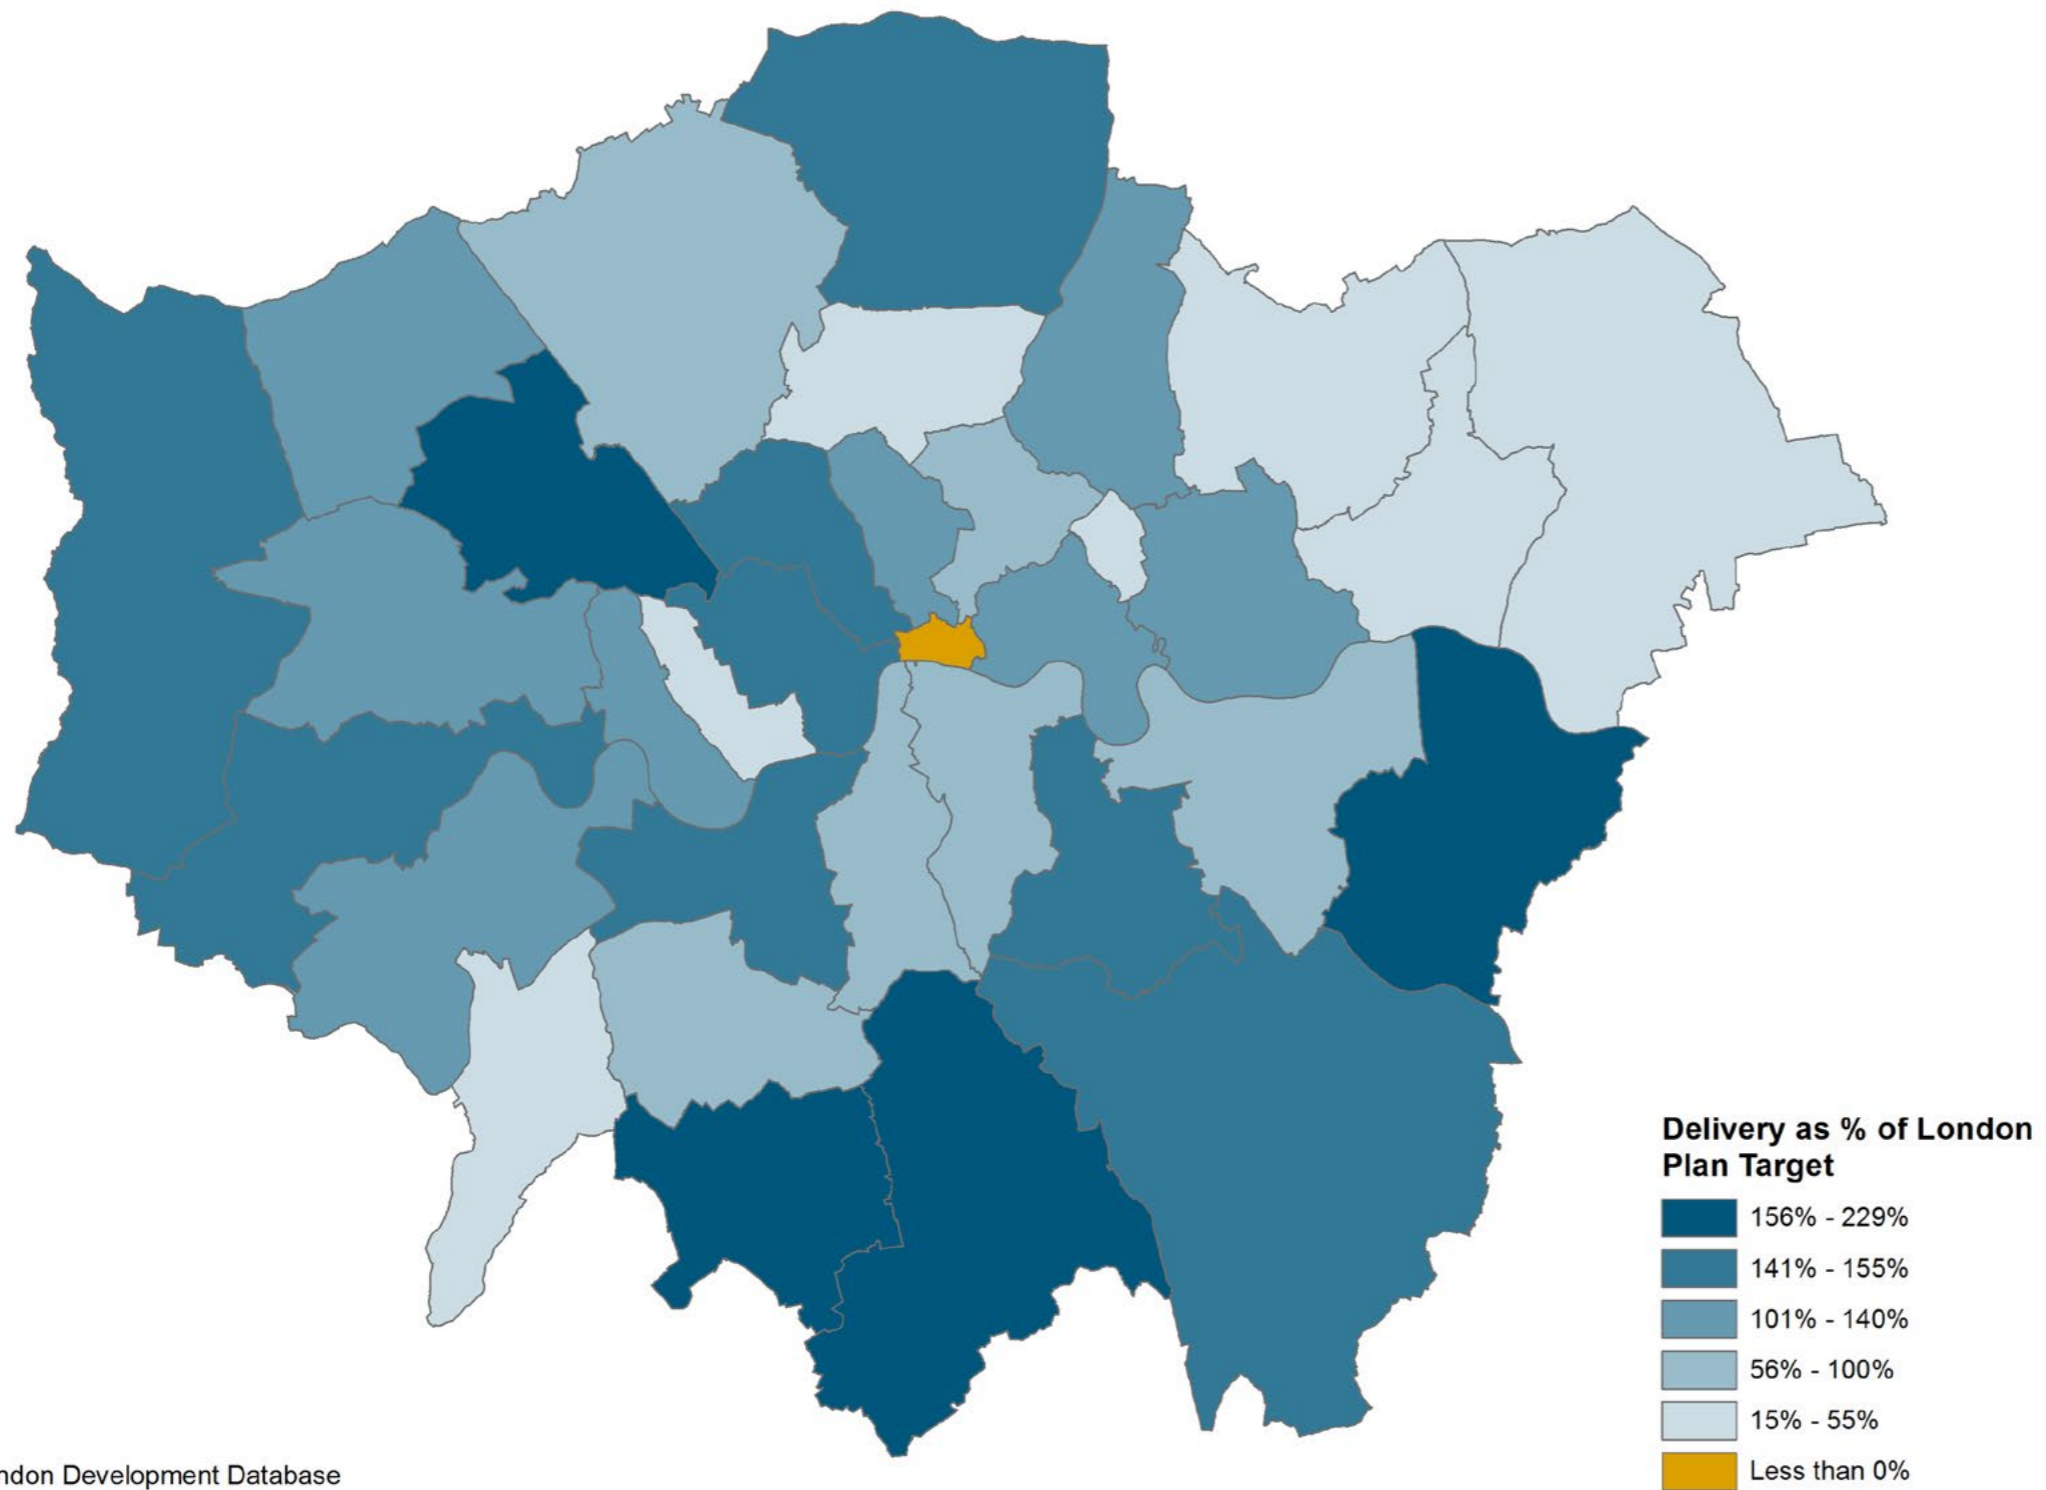 Delivery as % of London
Plan Target
156% - 229%
141% - 155%
101% - 140%
56% - 100%
15% - 55%
Less than 0%
ndon Development Database